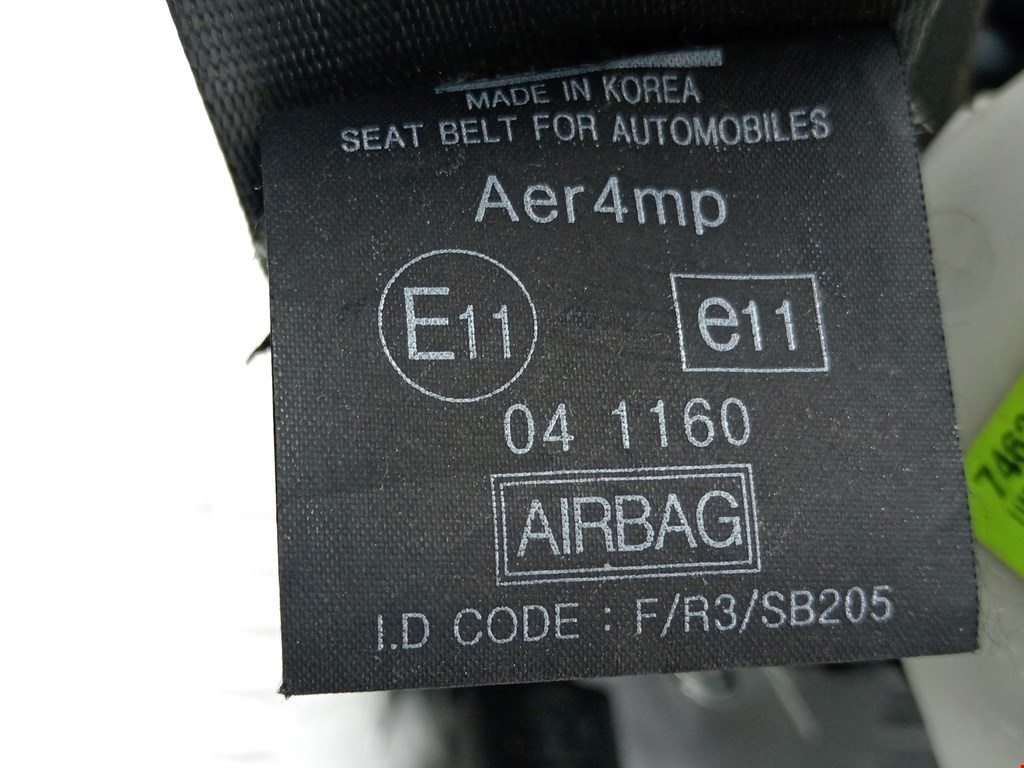 MADE IN KOREA
SEAT BELT FOR AUTOMOBILES
Aer4mp
E11 e11
04 1160
AIRBAG
I.D CODE : F/R3/SB205